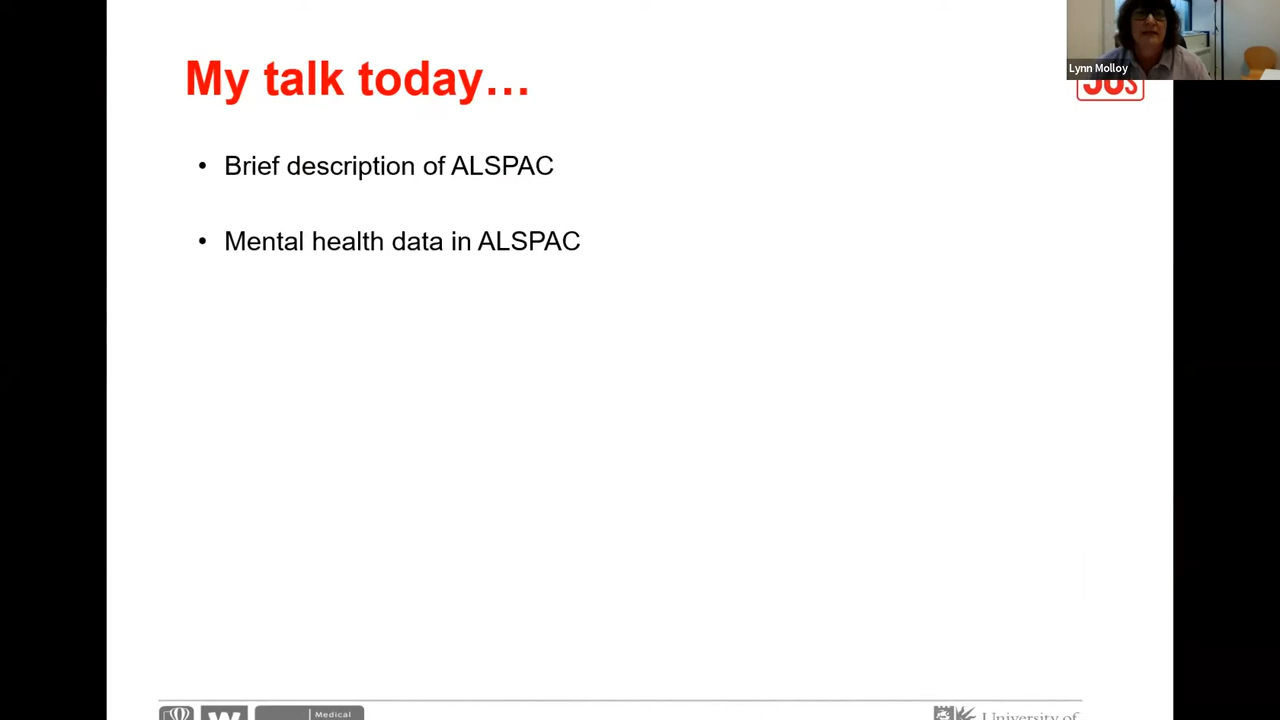 My talk today…
Lynn Molloy
• Brief description of ALSPAC
• Mental health data in ALSPAC
Medical
University of